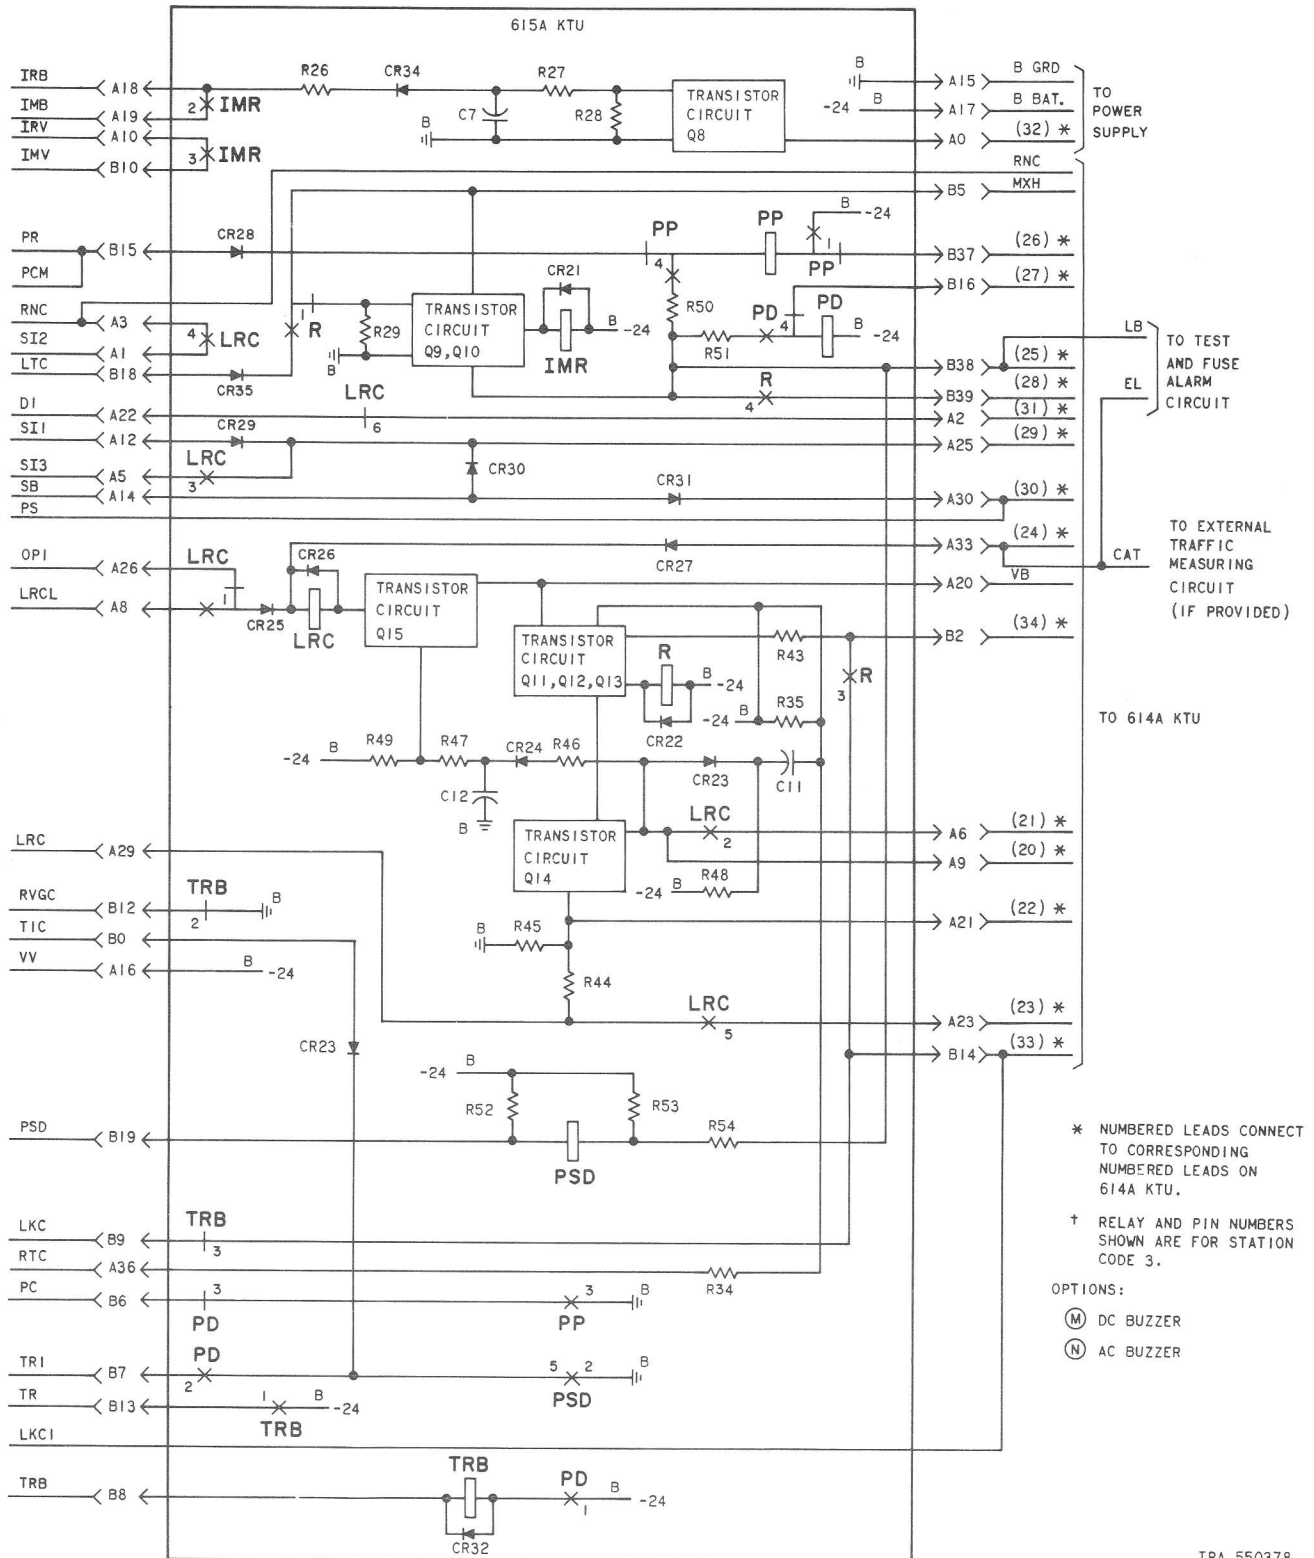 615A KTU
IRB A18 R26 CR34 R27 A15 B GRD
IMB A19 2 IMR C7 R28 TRANSISTOR CIRCUIT Q8 B -24 B A17 B BAT. TO POWER SUPPLY
IRV A10 B A0 (32) *
IMV B10 3 IMR RNC
B5 MXH
B -24
PR B15 CR28 PP 4 PP 1 PP B37 (26) *
PCM CR21 B16 (27) *
RNC A3 1 R R29 TRANSISTOR CIRCUIT Q9,Q10 IMR B -24 R50 PD 4 PD B -24
SI2 A1 4 LRC B R51 LB TO TEST AND FUSE ALARM CIRCUIT
LTC B18 CR35 B38 (25) *
LRC R 4 B39 (28) * EL
DI A22 6 A2 (31) *
SI1 A12 CR29 A25 (29) *
SI3 A5 LRC 3 CR30
SB A14 CR31 A30 (30) *
PS
CR27 A33 (24) * CAT TO EXTERNAL TRAFFIC MEASURING CIRCUIT (IF PROVIDED)
OPI A26 LRC 1 CR26 TRANSISTOR CIRCUIT Q15 A20 VB
LRCL A8 CR25 LRC
TRANSISTOR CIRCUIT Q11,Q12,Q13 R43 B2 (34) *
R B -24 3 R
CR22 -24 B R35 TO 614A KTU
-24 B R49 R47 CR24 R46 CR23 C11
C12 B
TRANSISTOR CIRCUIT Q14 LRC 2 A6 (21) *
LRC A29 A9 (20) *
-24 B R48
RVGC B12 TRB 2 B A21 (22) *
TIC B0 B R45
VV A16 B -24 R44
LRC 5 A23 (23) *
CR23 B14 (33) *
-24 B R52 R53
PSD B19 PSD R54
* NUMBERED LEADS CONNECT
TO CORRESPONDING
NUMBERED LEADS ON
614A KTU.
† RELAY AND PIN NUMBERS
SHOWN ARE FOR STATION
CODE 3.
OPTIONS:
M DC BUZZER
N AC BUZZER
LKC B9 TRB 3
RTC A36 R34
PC B6 3 PD 3 PP B
TRI B7 PD 2 5 2 PSD B
TR B13 1 TRB B -24
LKCI
TRB B8 TRB CR32 PD 1 B -24
TPA 550378